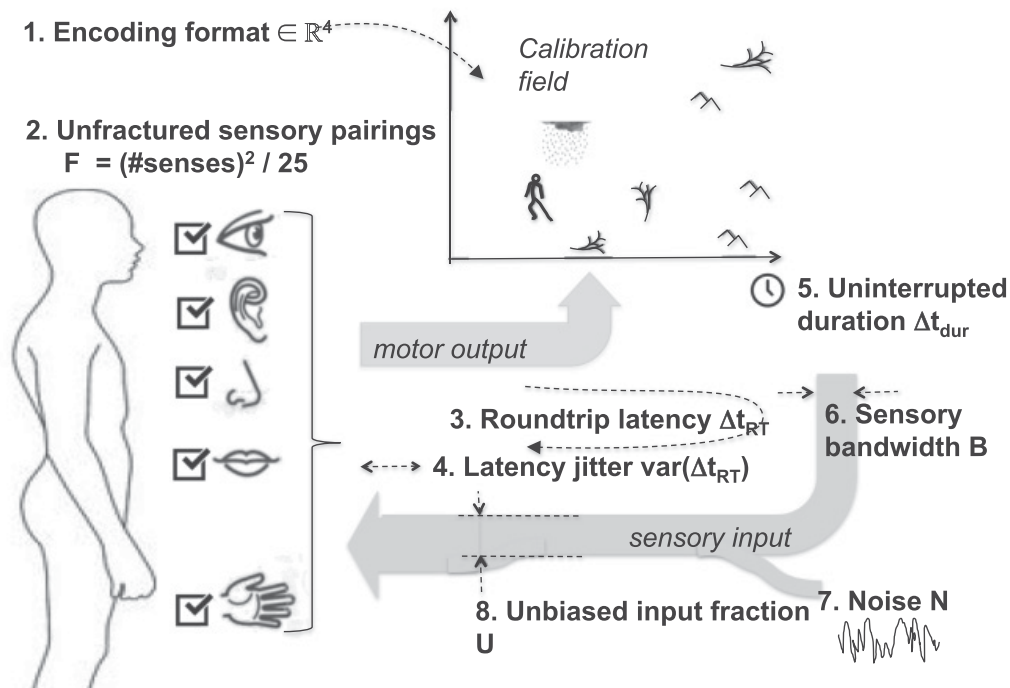 1. Encoding format ∈ ℝ⁴
Calibration
field
2. Unfractured sensory pairings
F = (#senses)² / 25
5. Uninterrupted
duration Δt_dur
motor output
3. Roundtrip latency Δt_RT
6. Sensory
bandwidth B
4. Latency jitter var(Δt_RT)
sensory input
7. Noise N
8. Unbiased input fraction
U